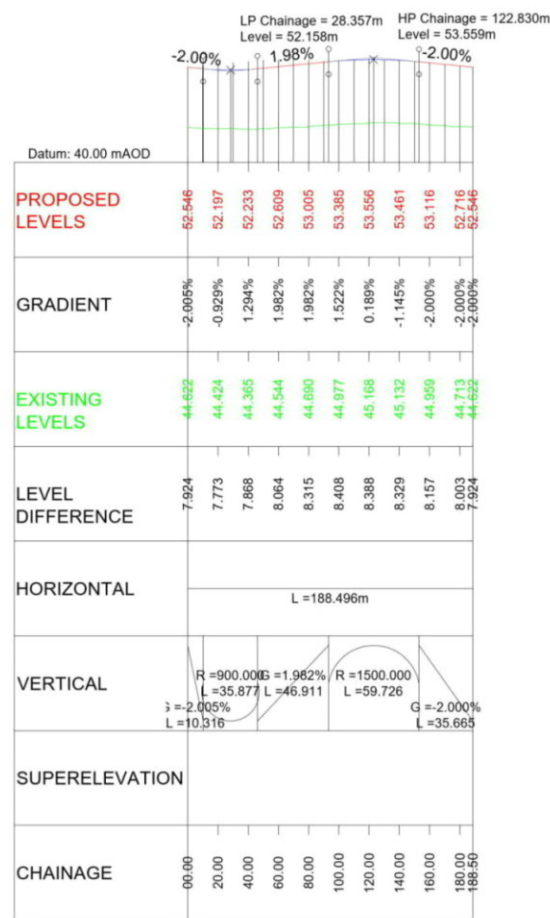 LP Chainage = 28.357m
Level = 52.158m
HP Chainage = 122.830m
Level = 53.559m
-2.00%
1.98%
-2.00%
Datum: 40.00 mAOD
PROPOSED
LEVELS
52.546
52.197
52.233
52.609
53.005
53.385
53.556
53.461
53.116
52.716
52.546
GRADIENT
-2.005%
-0.929%
1.294%
1.982%
1.982%
1.522%
0.189%
-1.145%
-2.000%
-2.000%
-2.000%
EXISTING
LEVELS
44.622
44.424
44.365
44.544
44.690
44.977
45.168
45.132
44.959
44.713
44.622
LEVEL
DIFFERENCE
7.924
7.773
7.868
8.064
8.315
8.408
8.388
8.329
8.157
8.003
7.924
HORIZONTAL
L =188.496m
VERTICAL
G =-2.005%
L =10.316
R =900.000
L =35.877
G =1.982%
L =46.911
R =1500.000
L =59.726
G =-2.000%
L =35.665
SUPERELEVATION
CHAINAGE
00.00
20.00
40.00
60.00
80.00
100.00
120.00
140.00
160.00
180.00
188.50